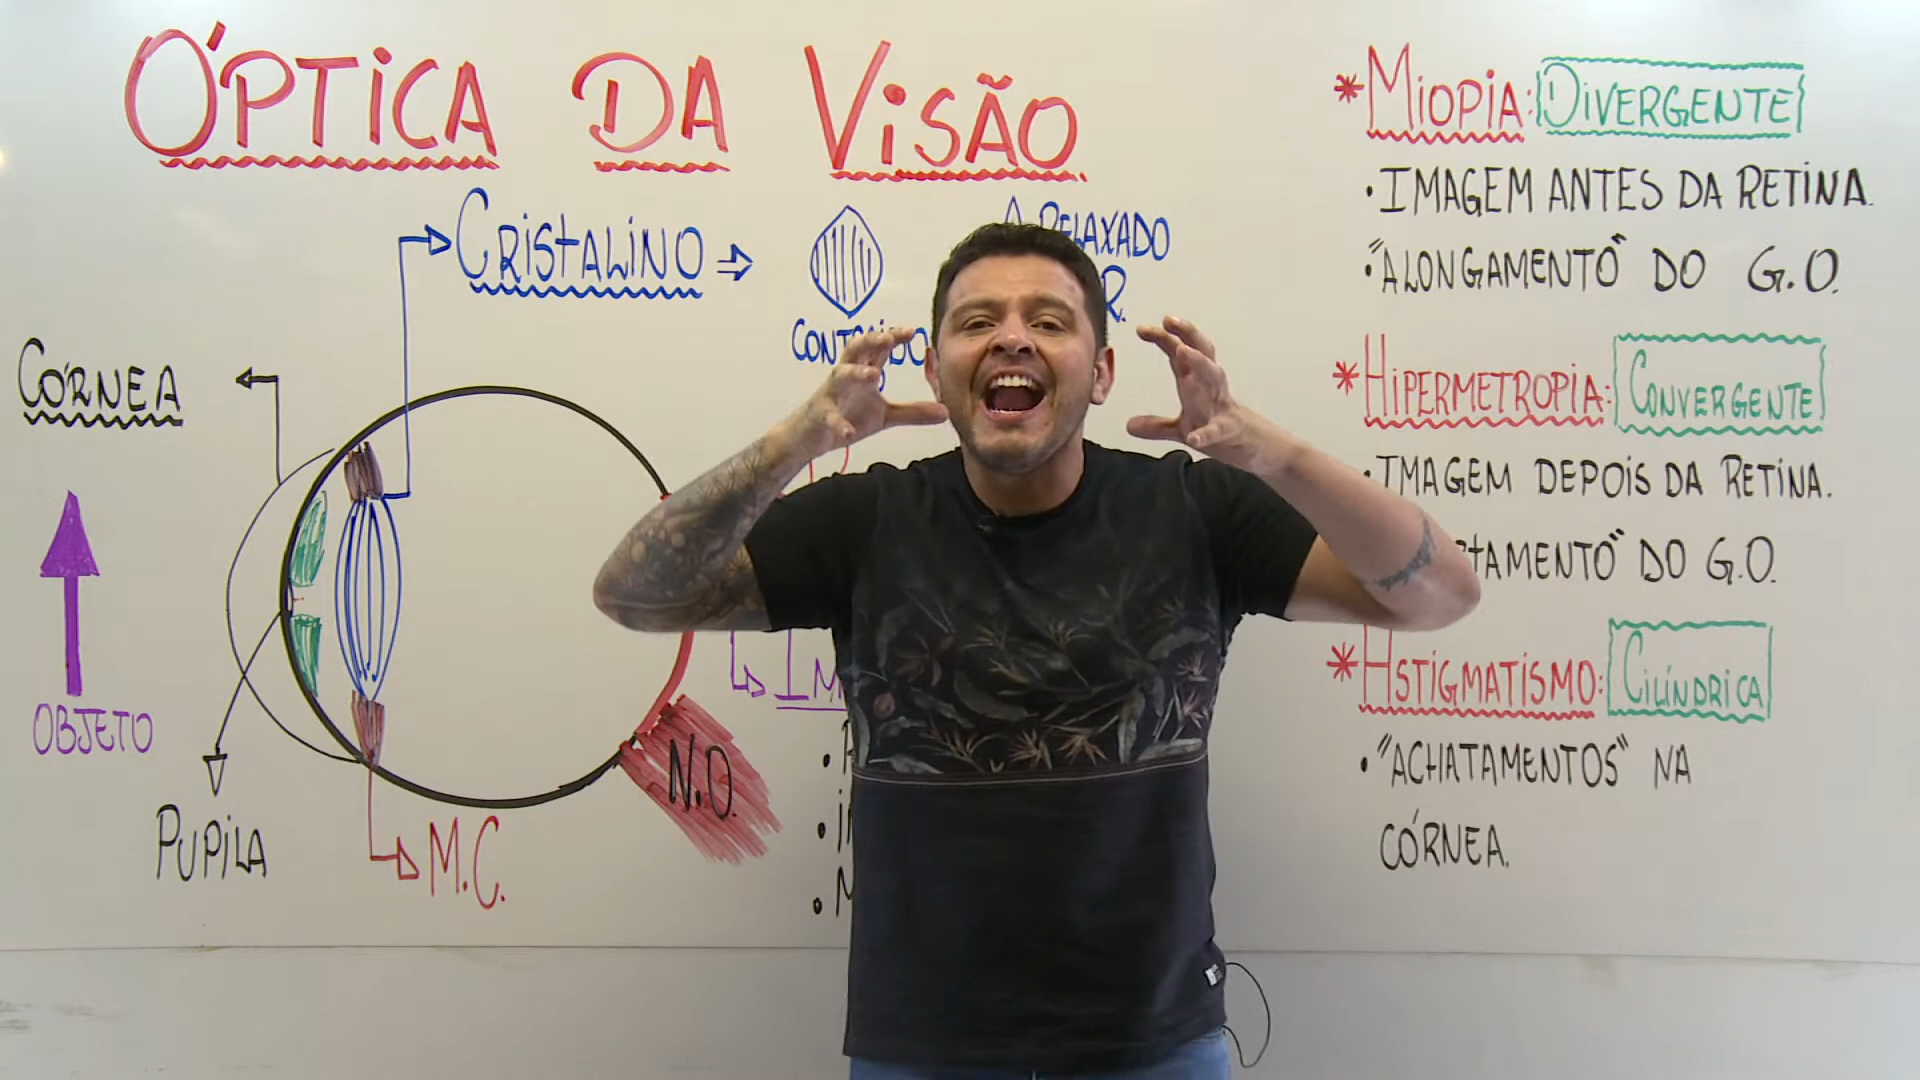 ÓPTICA DA VISÃO
CRISTALINO
RELAXADO
CÓRNEA
OBJETO
PUPILA
M.C.
N.O.
* MIOPIA: DIVERGENTE
• IMAGEM ANTES DA RETINA.
• "ALONGAMENTO" DO G.O.
* HIPERMETROPIA: CONVERGENTE
• IMAGEM DEPOIS DA RETINA.
DO G.O.
* ASTIGMATISMO: CILÍNDRICA
• "ACHATAMENTOS" NA
CÓRNEA.